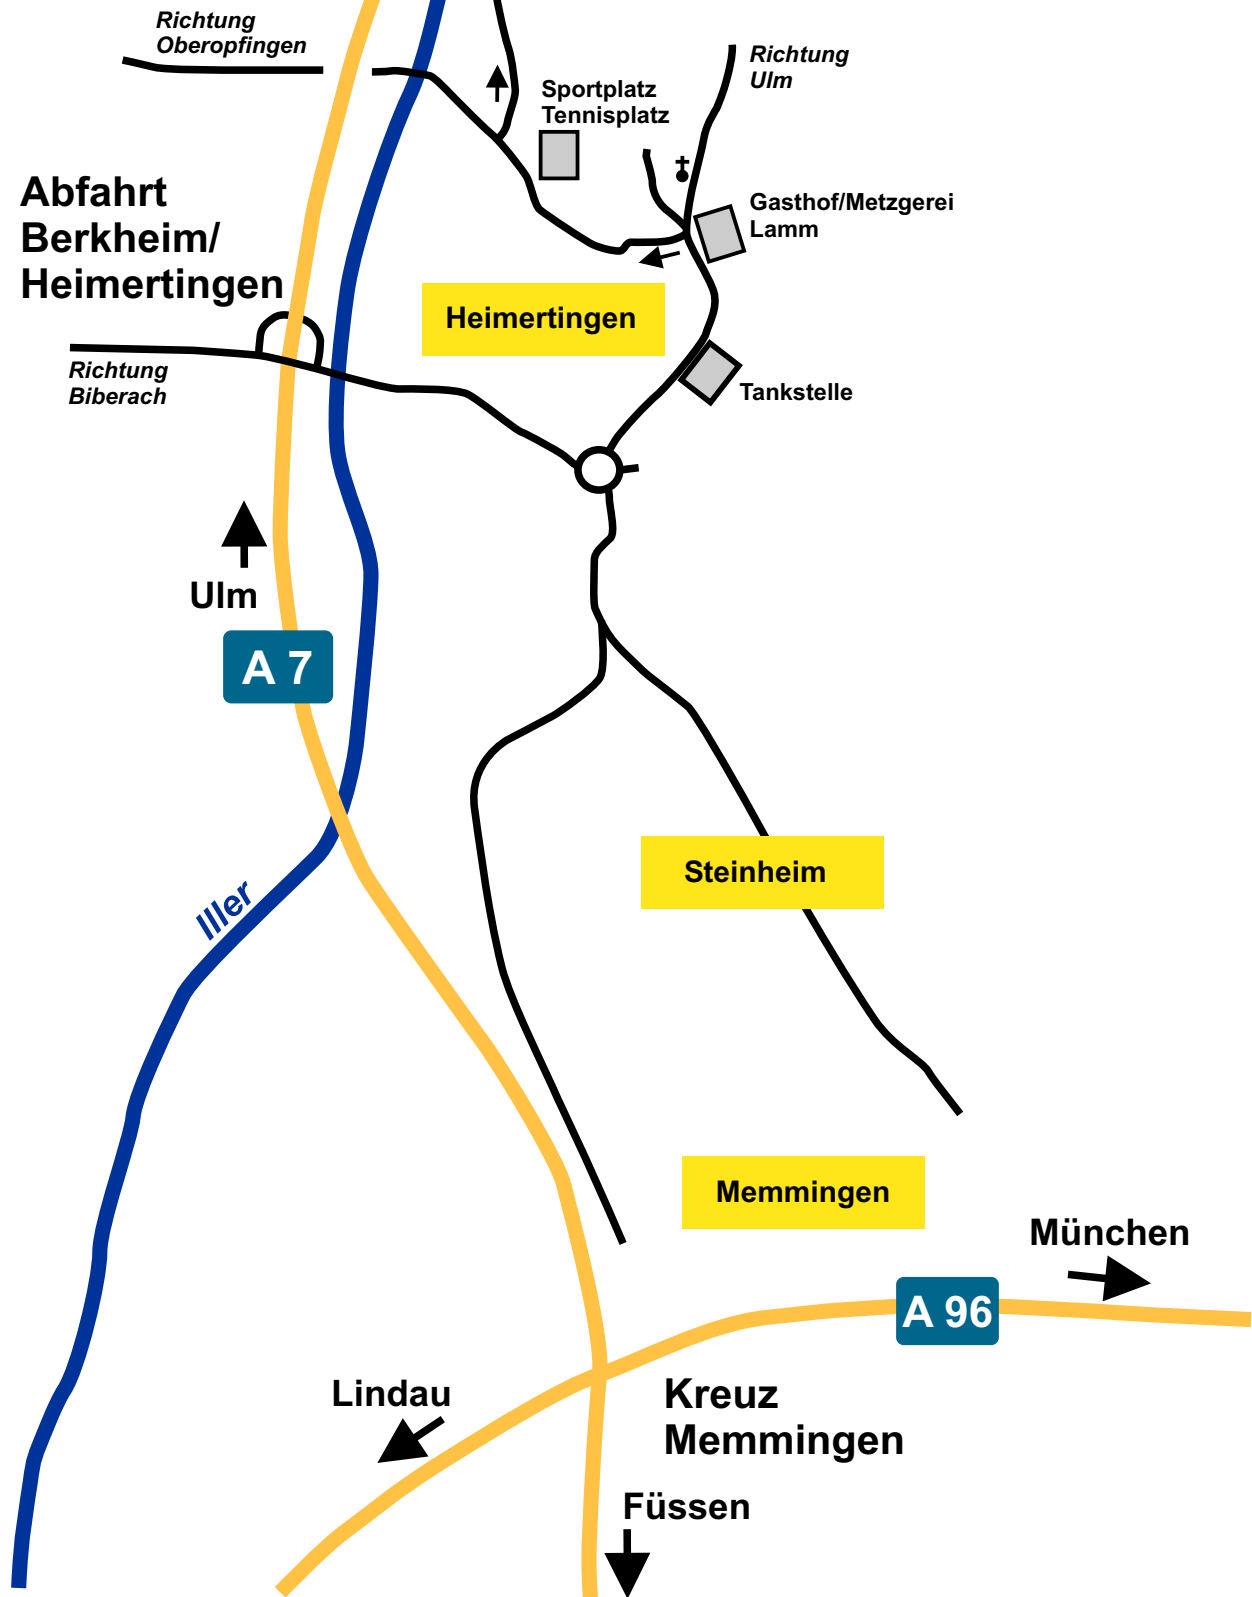 Richtung
Oberopfingen
Richtung
Ulm
Sportplatz
Tennisplatz
Abfahrt
Berkheim/
Heimertingen
Gasthof/Metzgerei
Lamm
Heimertingen
Richtung
Biberach
Tankstelle
Ulm
A 7
Steinheim
Iller
Memmingen
München
A 96
Lindau
Kreuz
Memmingen
Füssen